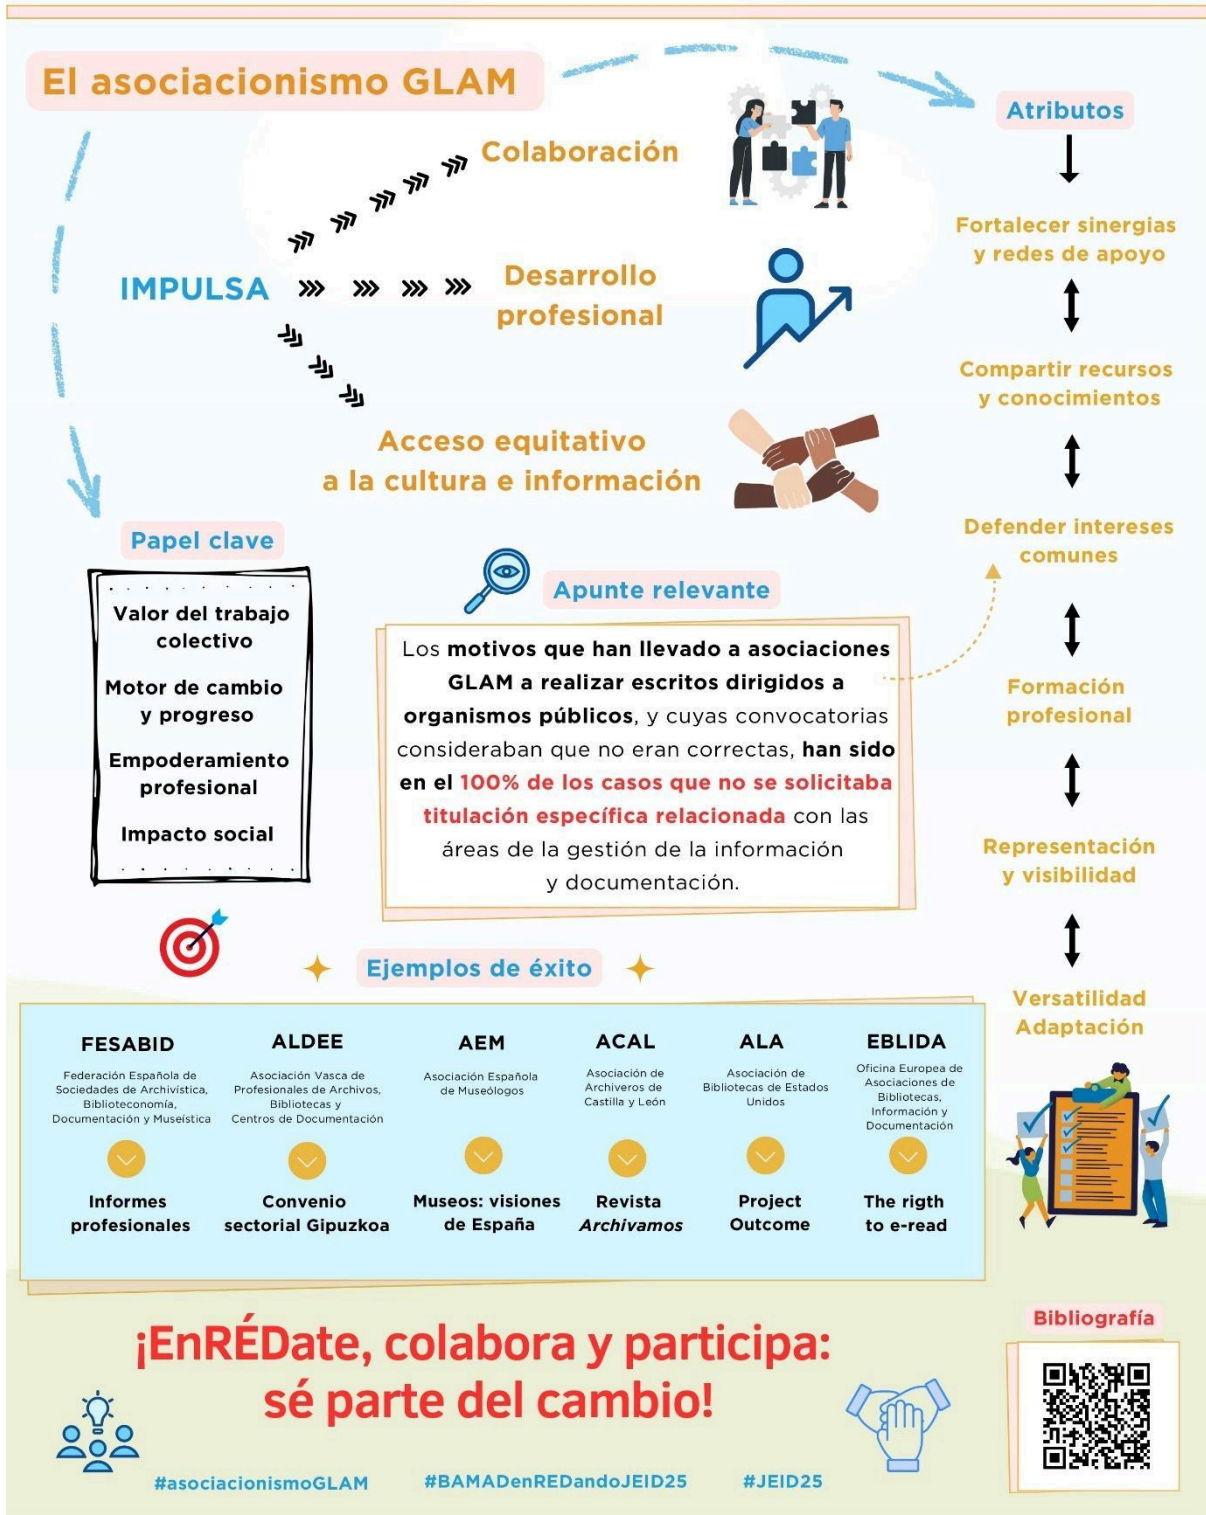 El asociacionismo GLAM
IMPULSA
Colaboración
Desarrollo
profesional
Acceso equitativo
a la cultura e información
Atributos
Fortalecer sinergias
y redes de apoyo
Compartir recursos
y conocimientos
Defender intereses
comunes
Formación
profesional
Representación
y visibilidad
Versatilidad
Adaptación
Papel clave
Valor del trabajo
colectivo
Motor de cambio
y progreso
Empoderamiento
profesional
Impacto social
Apunte relevante
Los motivos que han llevado a asociaciones
GLAM a realizar escritos dirigidos a
organismos públicos, y cuyas convocatorias
consideraban que no eran correctas, han sido
en el 100% de los casos que no se solicitaba
titulación específica relacionada con las
áreas de la gestión de la información
y documentación.
Ejemplos de éxito
FESABID
Federación Española de
Sociedades de Archivística,
Biblioteconomía,
Documentación y Museística
Informes
profesionales
ALDEE
Asociación Vasca de
Profesionales de Archivos,
Bibliotecas y
Centros de Documentación
Convenio
sectorial Gipuzkoa
AEM
Asociación Española
de Museólogos
Museos: visiones
de España
ACAL
Asociación de
Archiveros de
Castilla y León
Revista
Archivamos
ALA
Asociación de
Bibliotecas de Estados
Unidos
Project
Outcome
EBLIDA
Oficina Europea de
Asociaciones de
Bibliotecas,
Información y
Documentación
The rigth
to e-read
¡EnRÉDate, colabora y participa:
sé parte del cambio!
#asociacionismoGLAM
#BAMADenREDandoJEID25
#JEID25
Bibliografía